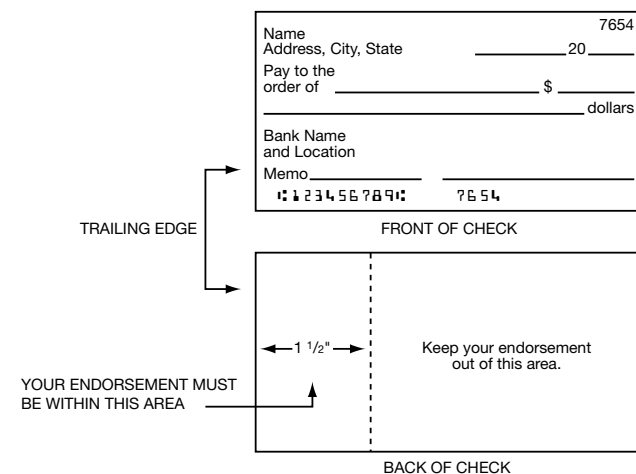 7654
Name
Address, City, State 20
Pay to the
order of $
dollars
Bank Name
and Location
Memo
⑆123456789⑆ 7654
TRAILING EDGE
FRONT OF CHECK
1 1/2"
Keep your endorsement
out of this area.
YOUR ENDORSEMENT MUST
BE WITHIN THIS AREA
BACK OF CHECK